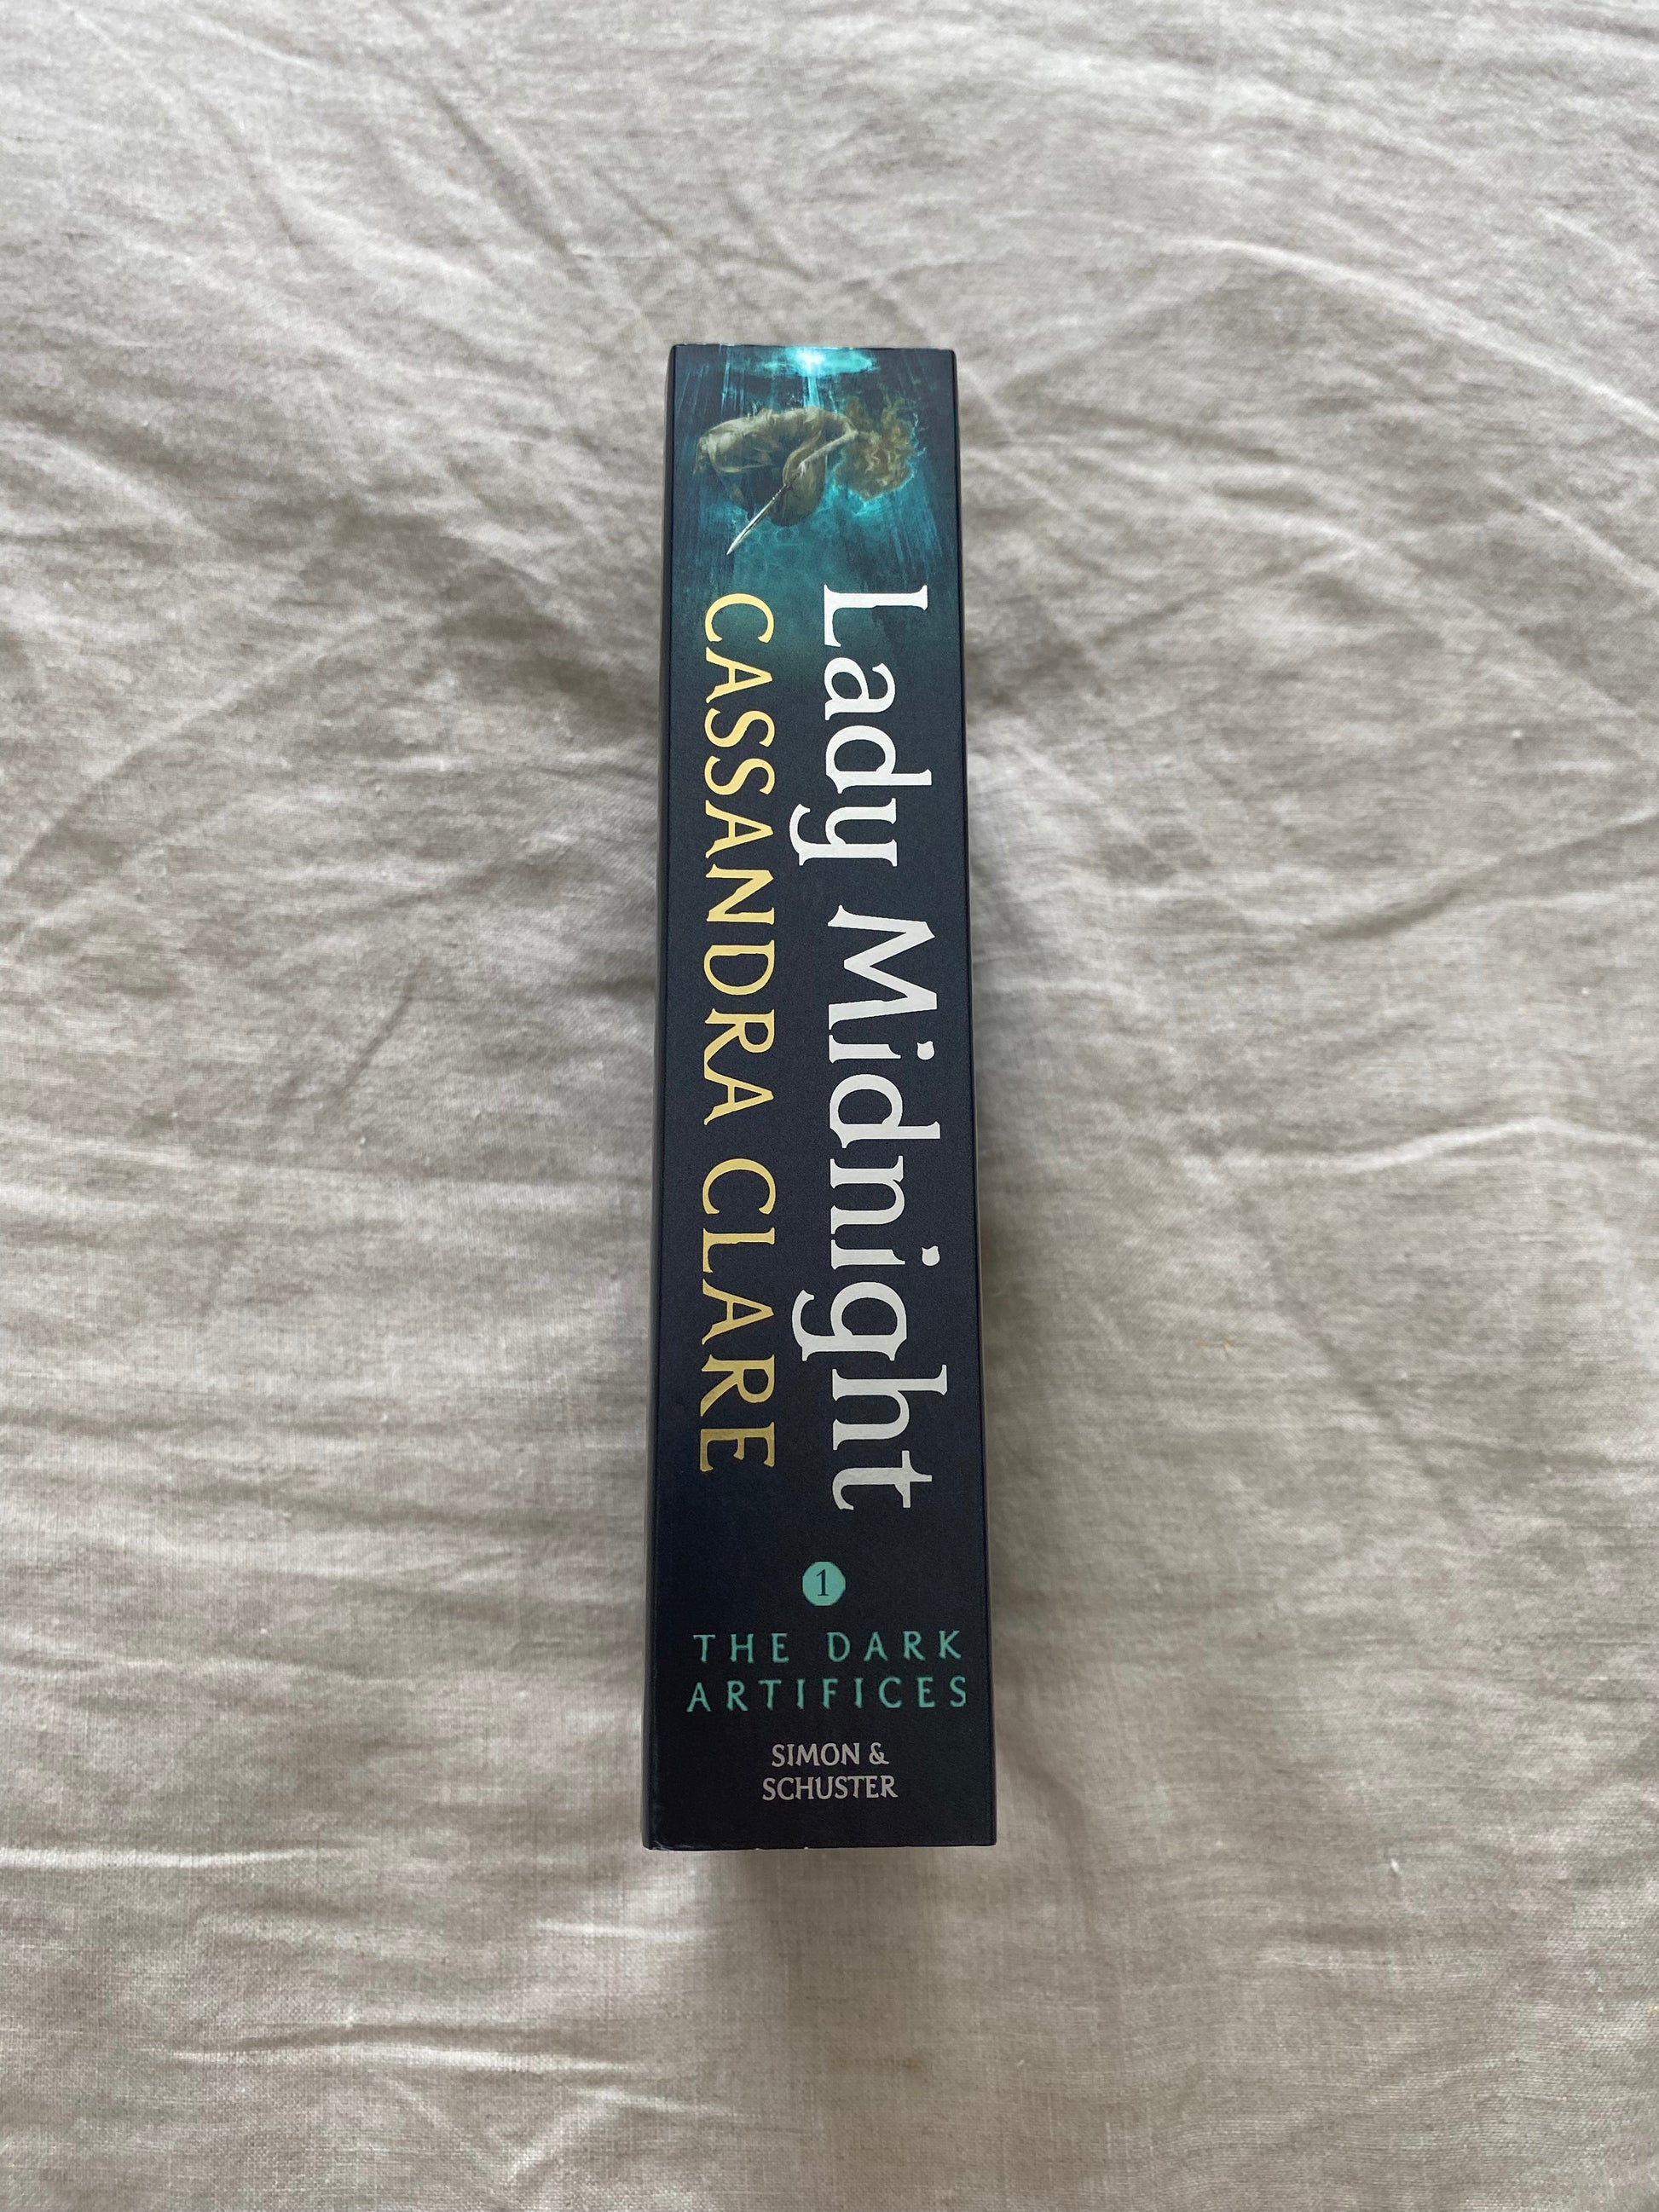 Lady Midnight
CASSANDRA CLARE
1
THE DARK
ARTIFICES
SIMON &
SCHUSTER